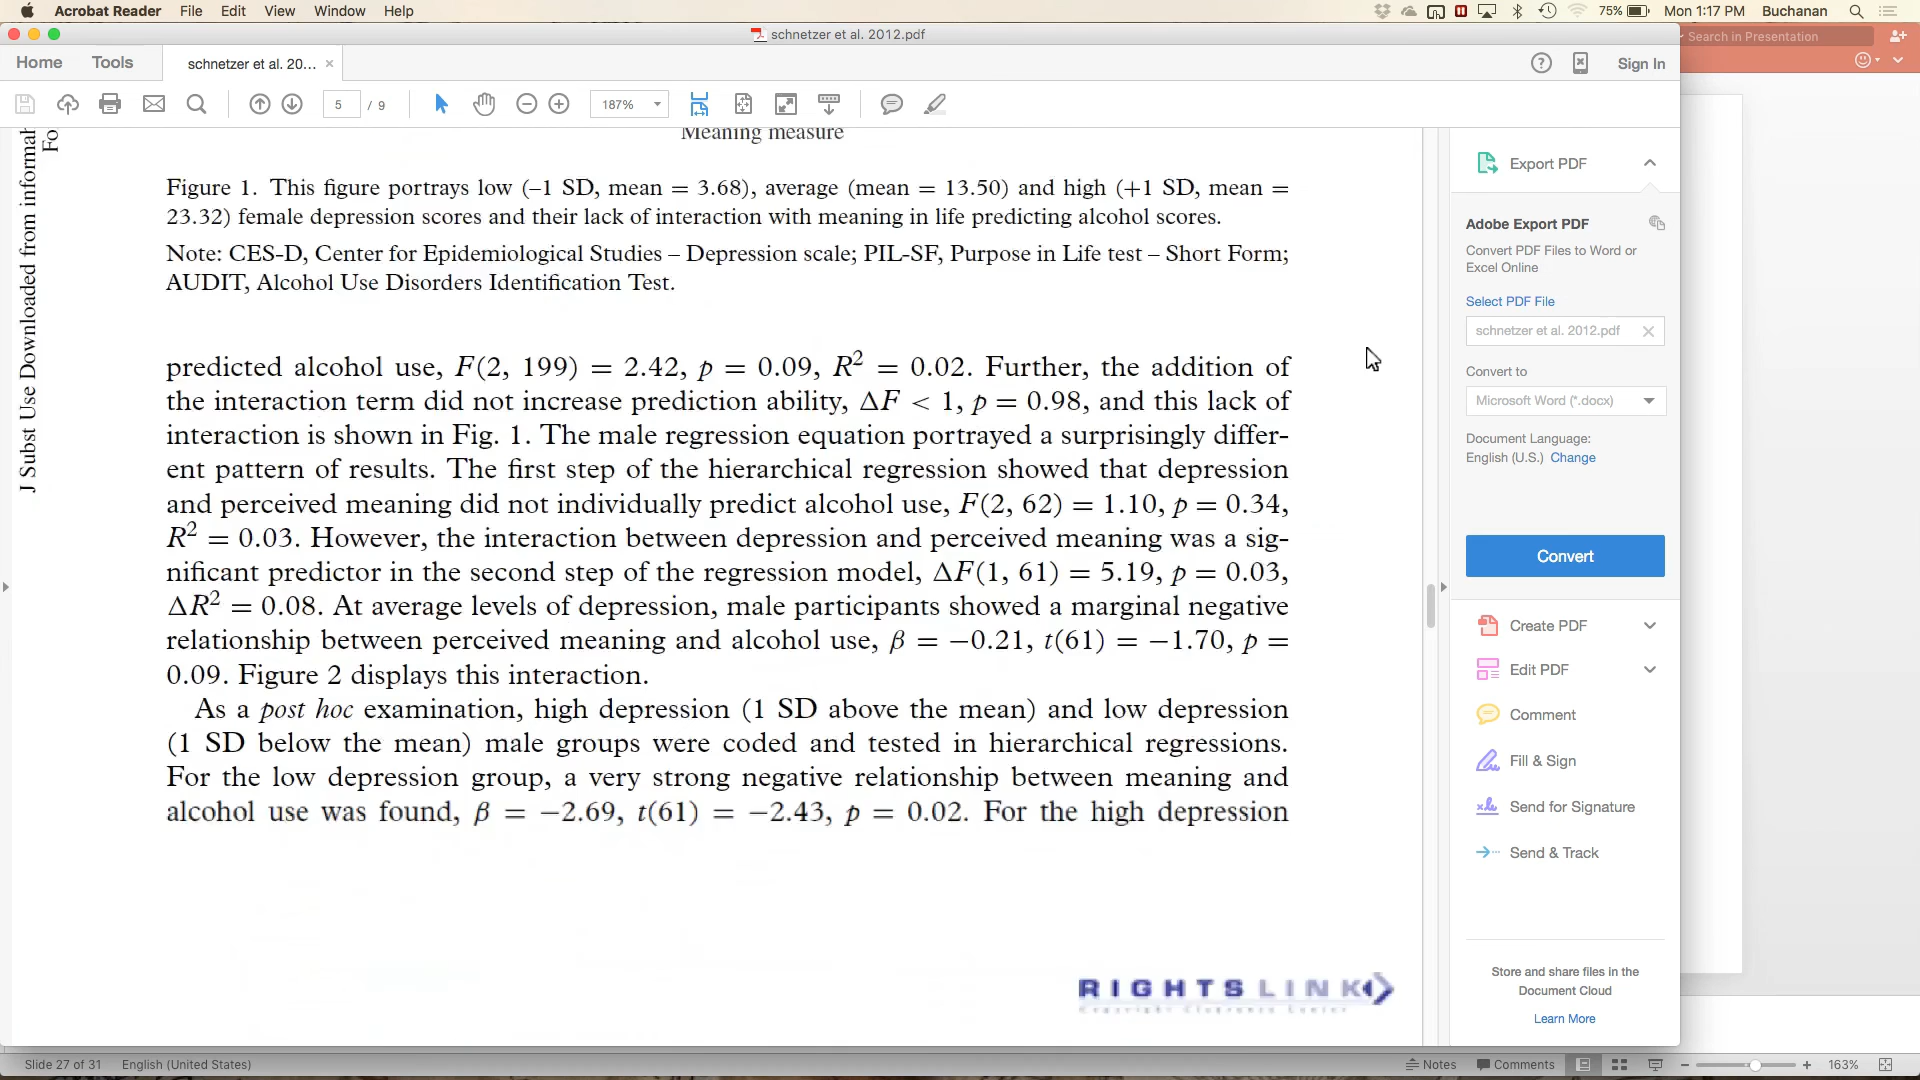 Acrobat Reader File Edit View Window Help 75% Mon 1:17 PM Buchanan
schnetzer et al. 2012.pdf
Search in Presentation
Home Tools schnetzer et al. 20... × Sign In
5 / 9 187%
Meaning measure
J Subst Use Downloaded from informah
Fo
Figure 1. This figure portrays low (–1 SD, mean = 3.68), average (mean = 13.50) and high (+1 SD, mean =
23.32) female depression scores and their lack of interaction with meaning in life predicting alcohol scores.
Note: CES-D, Center for Epidemiological Studies – Depression scale; PIL-SF, Purpose in Life test – Short Form;
AUDIT, Alcohol Use Disorders Identification Test.
predicted alcohol use, F(2, 199) = 2.42, p = 0.09, R² = 0.02. Further, the addition of
the interaction term did not increase prediction ability, ΔF < 1, p = 0.98, and this lack of
interaction is shown in Fig. 1. The male regression equation portrayed a surprisingly differ-
ent pattern of results. The first step of the hierarchical regression showed that depression
and perceived meaning did not individually predict alcohol use, F(2, 62) = 1.10, p = 0.34,
R² = 0.03. However, the interaction between depression and perceived meaning was a sig-
nificant predictor in the second step of the regression model, ΔF(1, 61) = 5.19, p = 0.03,
ΔR² = 0.08. At average levels of depression, male participants showed a marginal negative
relationship between perceived meaning and alcohol use, β = −0.21, t(61) = −1.70, p =
0.09. Figure 2 displays this interaction.
As a post hoc examination, high depression (1 SD above the mean) and low depression
(1 SD below the mean) male groups were coded and tested in hierarchical regressions.
For the low depression group, a very strong negative relationship between meaning and
alcohol use was found, β = −2.69, t(61) = −2.43, p = 0.02. For the high depression
RIGHTSLINK
Export PDF
Adobe Export PDF
Convert PDF Files to Word or
Excel Online
Select PDF File
schnetzer et al. 2012.pdf
Convert to
Microsoft Word (*.docx)
Document Language:
English (U.S.) Change
Convert
Create PDF
Edit PDF
Comment
Fill & Sign
Send for Signature
Send & Track
Store and share files in the
Document Cloud
Learn More
Slide 27 of 31 English (United States) Notes Comments 163%